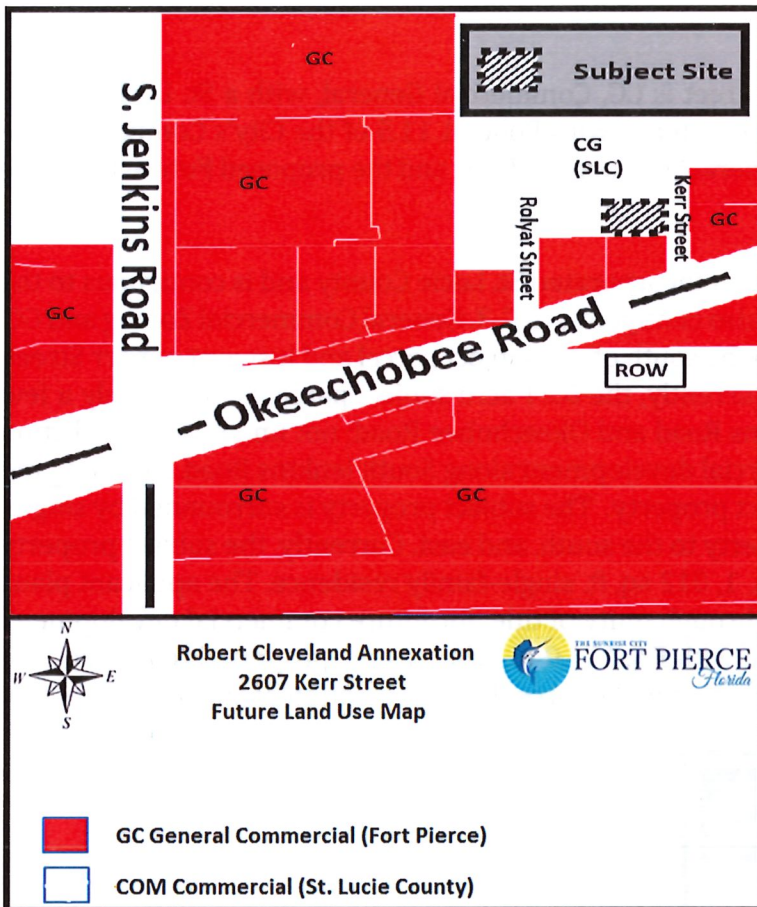 GC
Subject Site
S. Jenkins Road
CG
(SLC)
Kerr Street
GC
Rolyat Street
GC
GC
Okeechobee Road
ROW
GC
GC
N
W
E
S
Robert Cleveland Annexation
2607 Kerr Street
Future Land Use Map
THE SUNRISE CITY
FORT PIERCE
Florida
GC General Commercial (Fort Pierce)
COM Commercial (St. Lucie County)